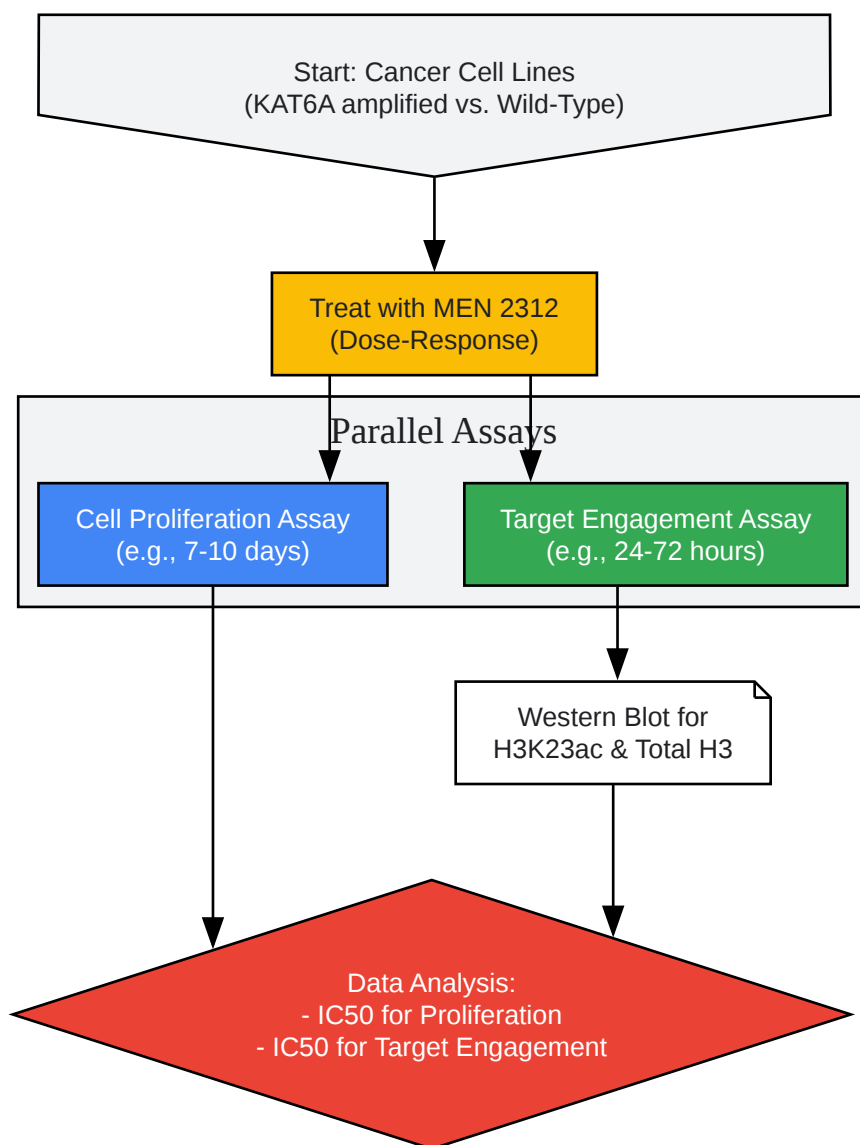 Start: Cancer Cell Lines
(KAT6A amplified vs. Wild-Type)
Treat with MEN 2312
(Dose-Response)
Parallel Assays
Cell Proliferation Assay
(e.g., 7-10 days)
Target Engagement Assay
(e.g., 24-72 hours)
Western Blot for
H3K23ac & Total H3
Data Analysis:
- IC50 for Proliferation
- IC50 for Target Engagement